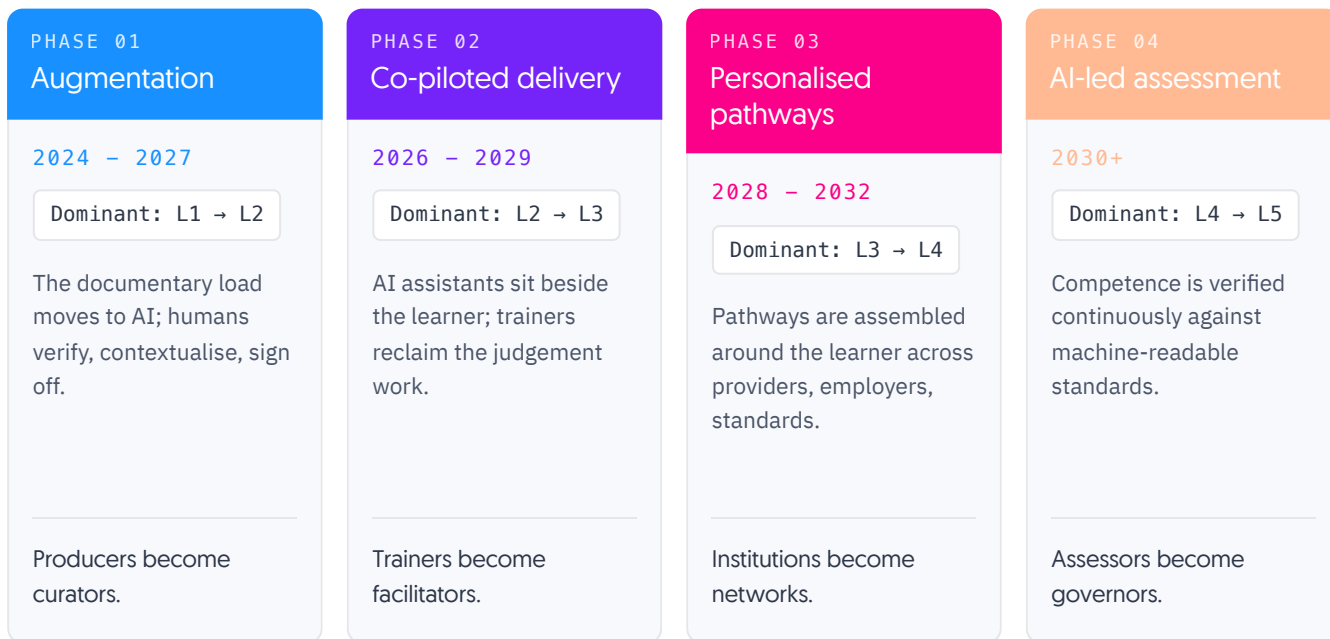 PHASE 01
Augmentation
2024 – 2027
Dominant: L1 → L2
The documentary load
moves to AI; humans
verify, contextualise, sign
off.
Producers become
curators.
PHASE 02
Co-piloted delivery
2026 – 2029
Dominant: L2 → L3
AI assistants sit beside
the learner; trainers
reclaim the judgement
work.
Trainers become
facilitators.
PHASE 03
Personalised
pathways
2028 – 2032
Dominant: L3 → L4
Pathways are assembled
around the learner across
providers, employers,
standards.
Institutions become
networks.
PHASE 04
AI-led assessment
2030+
Dominant: L4 → L5
Competence is verified
continuously against
machine-readable
standards.
Assessors become
governors.